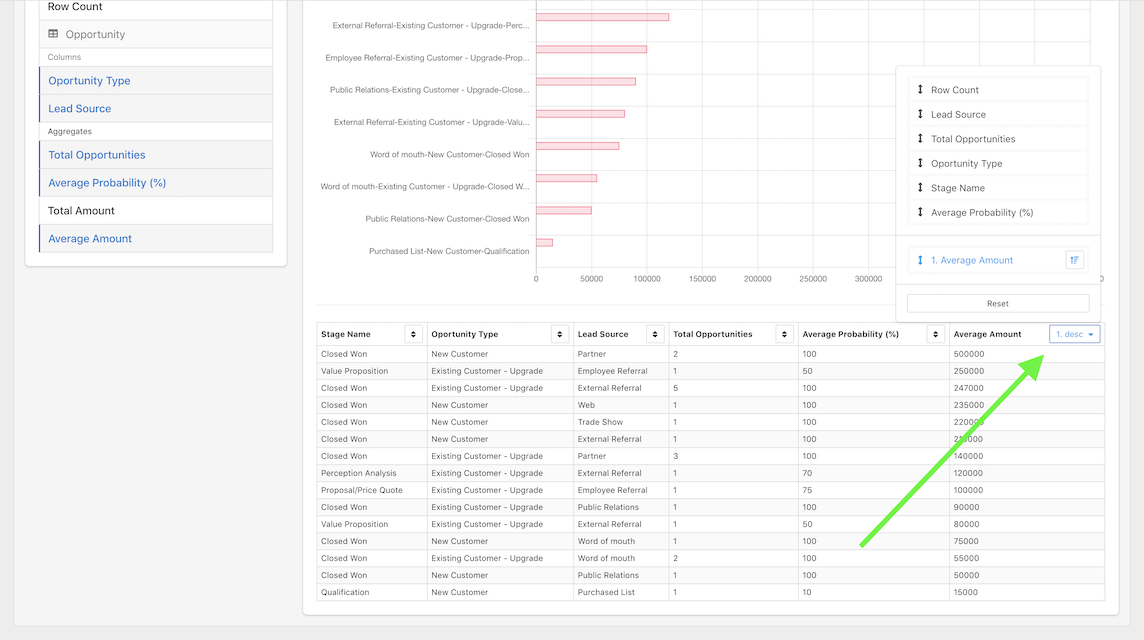 Row Count
Opportunity
Columns
Oportunity Type
Lead Source
Aggregates
Total Opportunities
Average Probability (%)
Total Amount
Average Amount
External Referral-Existing Customer - Upgrade-Perc...
Employee Referral-Existing Customer - Upgrade-Prop...
Public Relations-Existing Customer - Upgrade-Close...
External Referral-Existing Customer - Upgrade-Valu...
Word of mouth-New Customer-Closed Won
Word of mouth-Existing Customer - Upgrade-Closed W...
Public Relations-New Customer-Closed Won
Purchased List-New Customer-Qualification
0 50000 100000 150000 200000 250000 300000
Row Count
Lead Source
Total Opportunities
Oportunity Type
Stage Name
Average Probability (%)
1. Average Amount
Reset
Stage Name Oportunity Type Lead Source Total Opportunities Average Probability (%) Average Amount 1. desc
Closed Won New Customer Partner 2 100 500000
Value Proposition Existing Customer - Upgrade Employee Referral 1 50 250000
Closed Won Existing Customer - Upgrade External Referral 5 100 247000
Closed Won New Customer Web 1 100 235000
Closed Won New Customer Trade Show 1 100 220000
Closed Won New Customer External Referral 1 100
Closed Won Existing Customer - Upgrade Partner 3 100 140000
Perception Analysis Existing Customer - Upgrade External Referral 1 70 120000
Proposal/Price Quote Existing Customer - Upgrade Employee Referral 1 75 100000
Closed Won Existing Customer - Upgrade Public Relations 1 100 90000
Value Proposition Existing Customer - Upgrade External Referral 1 50 80000
Closed Won New Customer Word of mouth 1 100 75000
Closed Won Existing Customer - Upgrade Word of mouth 2 100 55000
Closed Won New Customer Public Relations 1 100 50000
Qualification New Customer Purchased List 1 10 15000